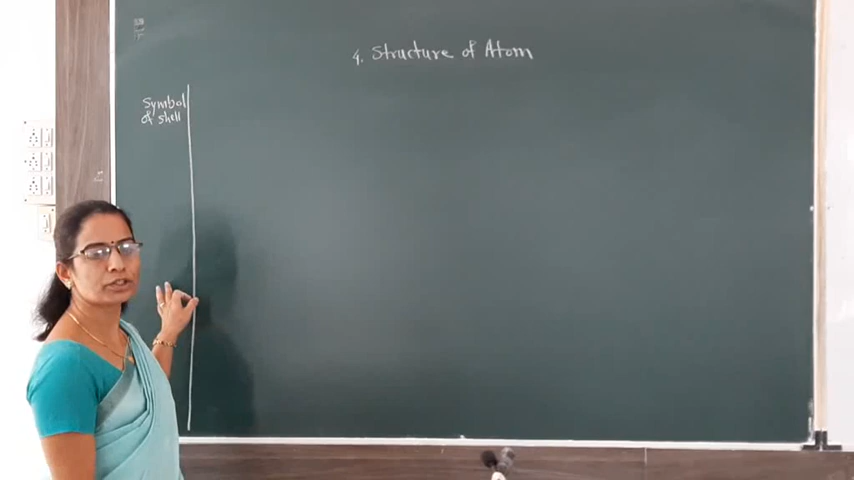 4. Structure of Atom
Symbol
of shell